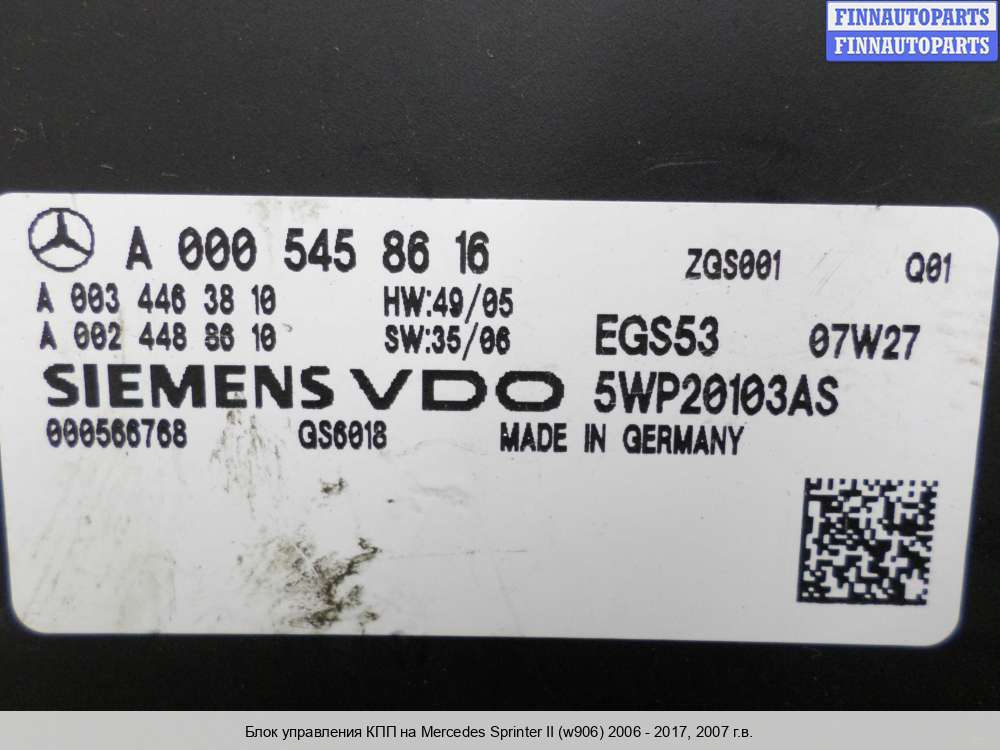 FINNAUTOPARTS
FINNAUTOPARTS
A 000 545 86 16
ZGS001 Q01
A 003 446 38 10 HW:49/05
A 002 448 86 10 SW:35/06 EGS53 07W27
SIEMENS VDO 5WP20103AS
000566768 GS6018 MADE IN GERMANY
Блок управления КПП на Mercedes Sprinter II (w906) 2006 - 2017, 2007 г.в.